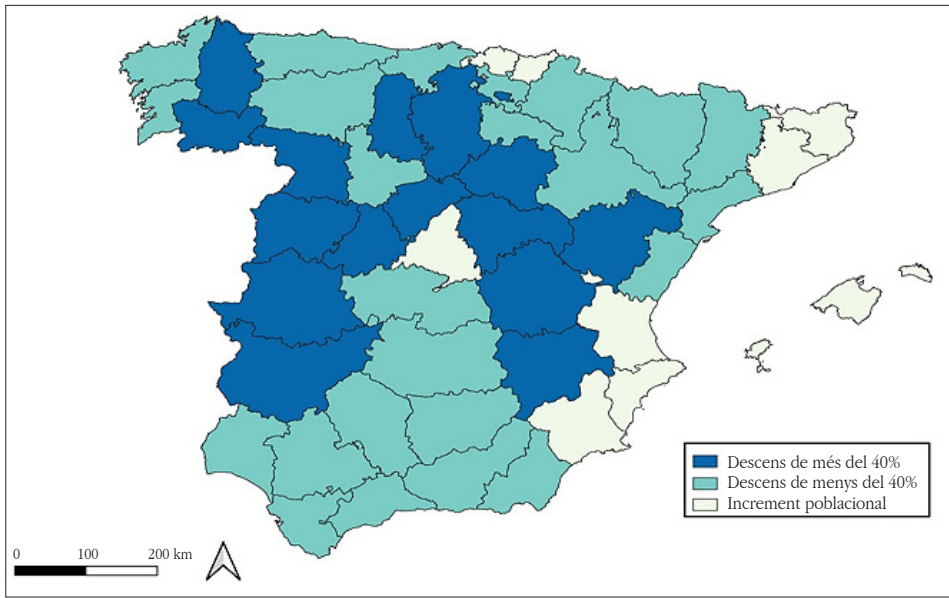 Descens de més del 40%
Descens de menys del 40%
Increment poblacional
0 100 200 km